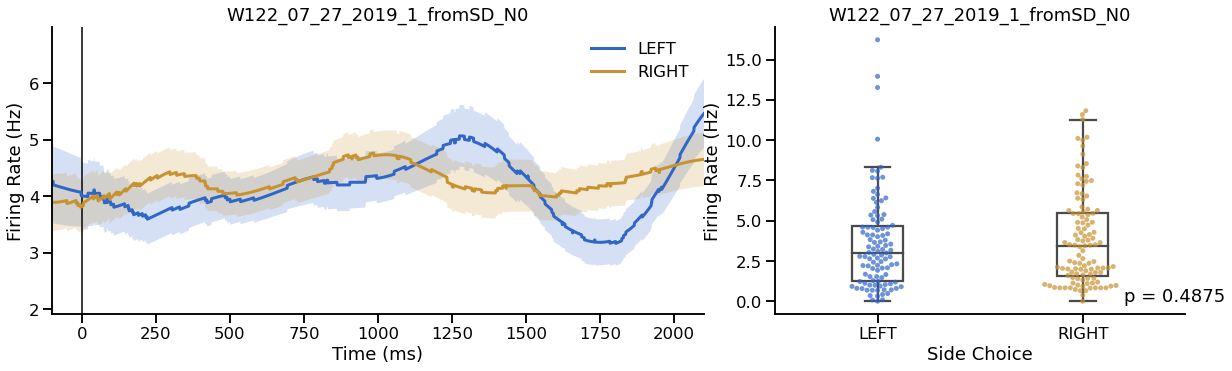 W122_07_27_2019_1_fromSD_N0
LEFT
RIGHT
Firing Rate (Hz)
6
5
4
3
2
0
250
500
750
1000
1250
1500
1750
2000
Time (ms)
W122_07_27_2019_1_fromSD_N0
Firing Rate (Hz)
15.0
12.5
10.0
7.5
5.0
2.5
0.0
p = 0.4875
LEFT
RIGHT
Side Choice